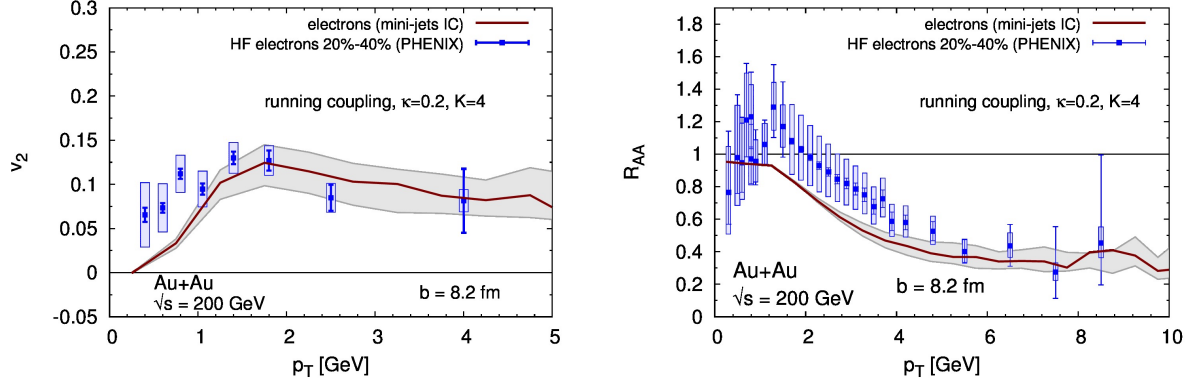 electrons (mini-jets IC)
HF electrons 20%-40% (PHENIX)
running coupling, κ=0.2, K=4
v2
0.3
0.25
0.2
0.15
0.1
0.05
0
-0.05
Au+Au
√s = 200 GeV
b = 8.2 fm
0 1 2 3 4 5
pT [GeV]
electrons (mini-jets IC)
HF electrons 20%-40% (PHENIX)
running coupling, κ=0.2, K=4
RAA
1.8
1.6
1.4
1.2
1
0.8
0.6
0.4
0.2
0
Au+Au
√s = 200 GeV
b = 8.2 fm
0 2 4 6 8 10
pT [GeV]